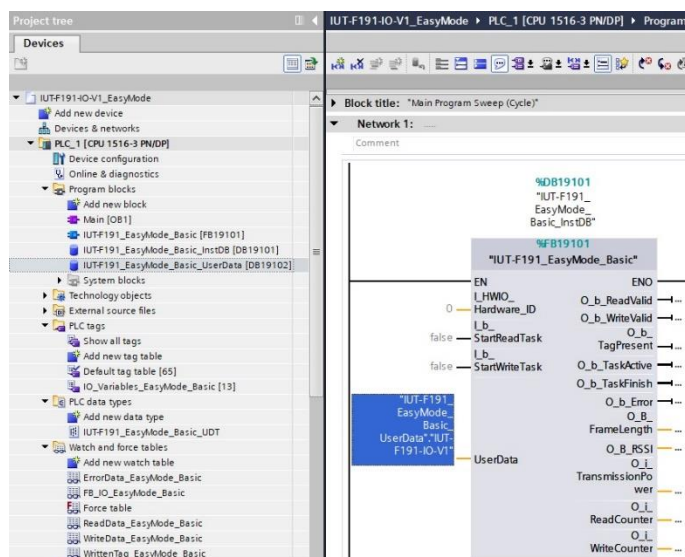 Project tree
Devices
IUT-F191-IO-V1_EasyMode
Add new device
Devices & networks
PLC_1 [CPU 1516-3 PN/DP]
Device configuration
Online & diagnostics
Program blocks
Add new block
Main [OB1]
IUT-F191_EasyMode_Basic [FB19101]
IUT-F191_EasyMode_Basic_InstDB [DB19101]
IUT-F191_EasyMode_Basic_UserData [DB19102]
System blocks
Technology objects
External source files
PLC tags
Show all tags
Add new tag table
Default tag table [65]
IO_Variables_EasyMode_Basic [13]
PLC data types
Add new data type
IUT-F191_EasyMode_Basic_UDT
Watch and force tables
Add new watch table
ErrorData_EasyMode_Basic
FB_IO_EasyMode_Basic
Force table
ReadData_EasyMode_Basic
WriteData_EasyMode_Basic
WrittenTag_EasyMode_Basic
IUT-F191-IO-V1_EasyMode PLC_1 [CPU 1516-3 PN/DP] Program
Block title: "Main Program Sweep (Cycle)"
Network 1: ....
Comment
%DB19101
"IUT-F191_
EasyMode_
Basic_InstDB"
%FB19101
"IUT-F191_EasyMode_Basic"
EN
0
I_HWIO_
Hardware_ID
false
I_b_
StartReadTask
false
I_b_
StartWriteTask
"IUT-F191_
EasyMode_
Basic_
UserData"."IUT-
F191-IO-V1"
UserData
ENO
O_b_ReadValid ...
O_b_WriteValid ...
O_b_
TagPresent ...
O_b_TaskActive ...
O_b_TaskFinish ...
O_b_Error ...
O_B_
FrameLength ...
O_B_RSSI ...
O_i_
TransmissionPo
wer ...
O_i_
ReadCounter ...
O_i_
WriteCounter ...